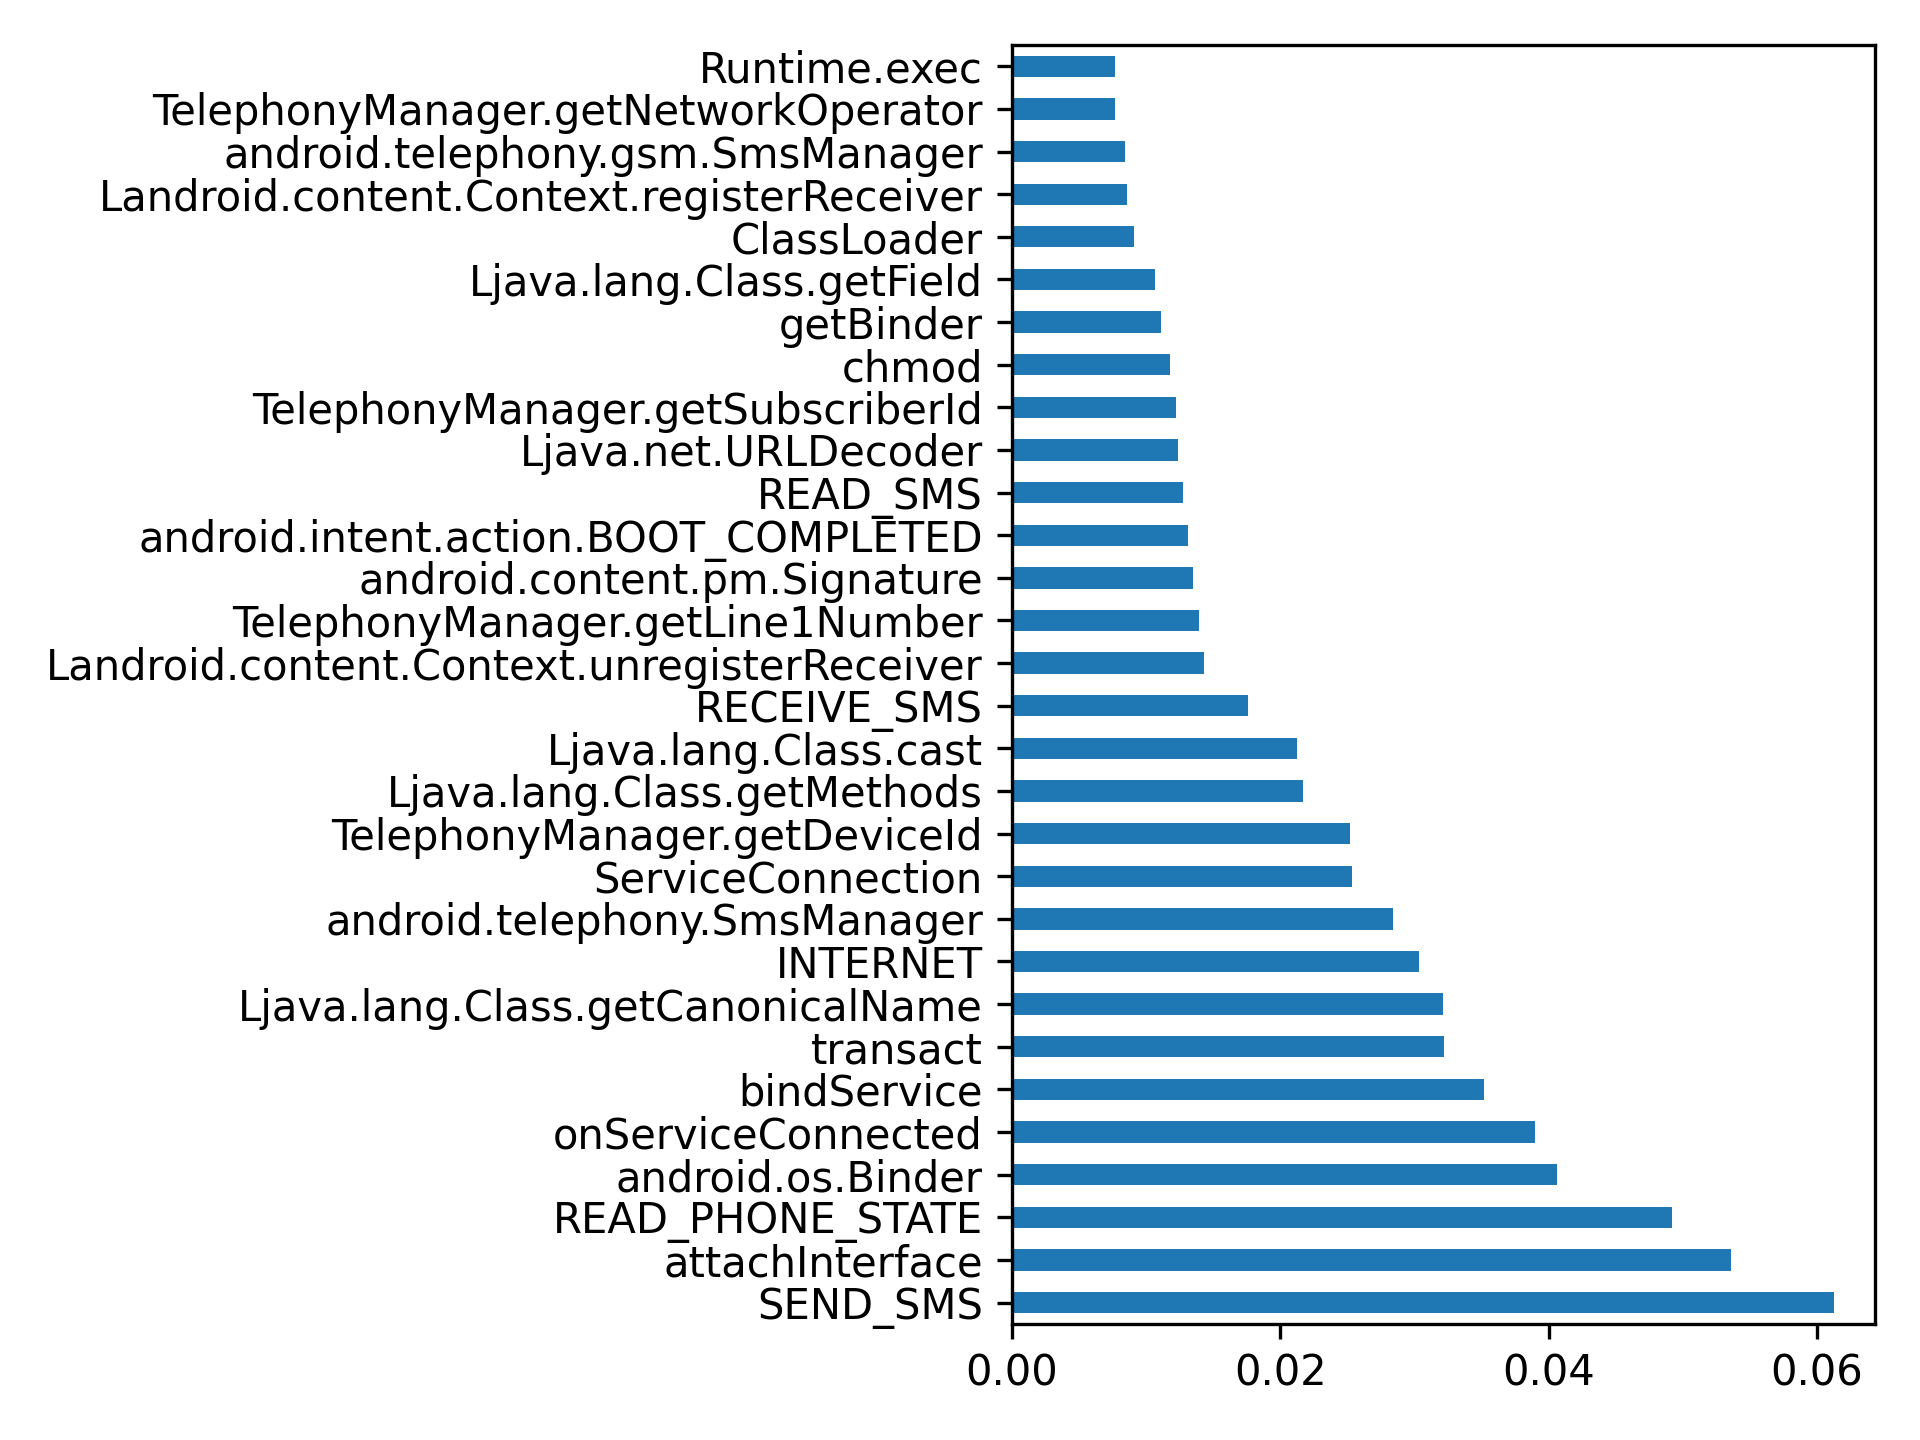 Runtime.exec
TelephonyManager.getNetworkOperator
android.telephony.gsm.SmsManager
Landroid.content.Context.registerReceiver
ClassLoader
Ljava.lang.Class.getField
getBinder
chmod
TelephonyManager.getSubscriberId
Ljava.net.URLDecoder
READ_SMS
android.intent.action.BOOT_COMPLETED
android.content.pm.Signature
TelephonyManager.getLine1Number
Landroid.content.Context.unregisterReceiver
RECEIVE_SMS
Ljava.lang.Class.cast
Ljava.lang.Class.getMethods
TelephonyManager.getDeviceId
ServiceConnection
android.telephony.SmsManager
INTERNET
Ljava.lang.Class.getCanonicalName
transact
bindService
onServiceConnected
android.os.Binder
READ_PHONE_STATE
attachInterface
SEND_SMS
0.00 0.02 0.04 0.06